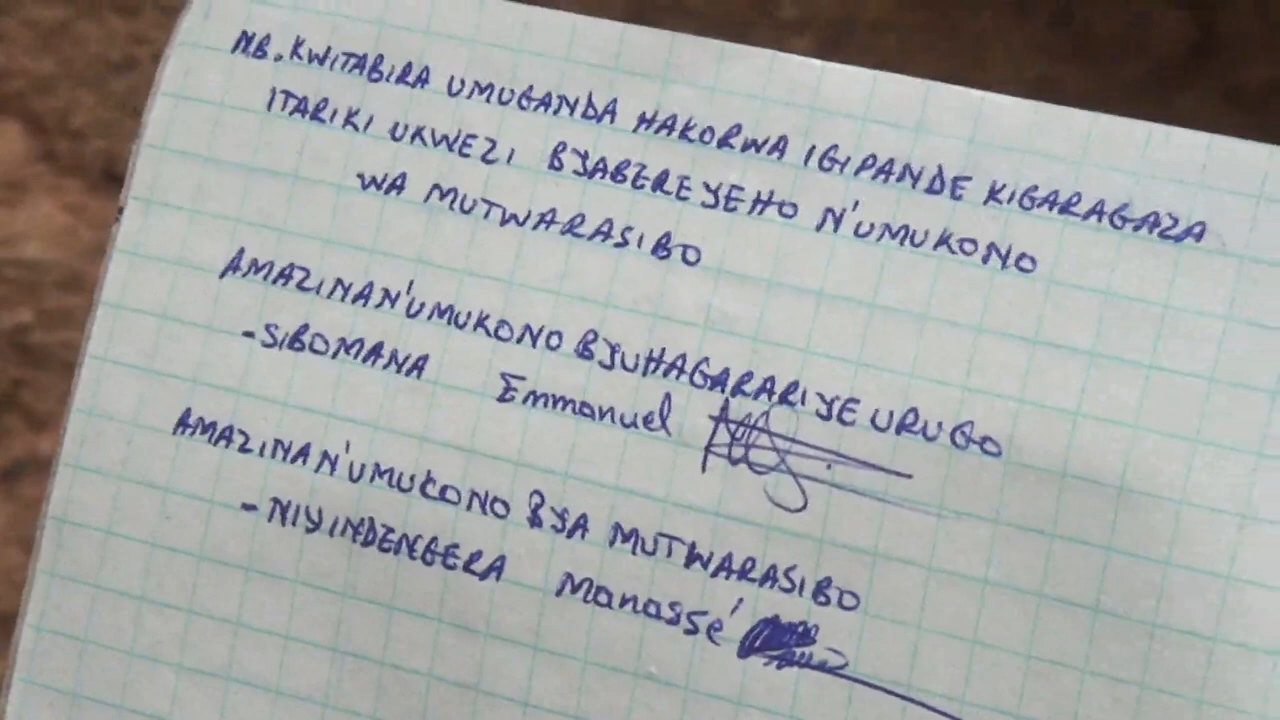 NB. KWITABIRA UMUGANDA HAKORWA IGIPANDE KIGARAGAZA
ITARIKI UKWEZI BYABEREYEHO N'UMUKONO
WA MUTWARASIBO
AMAZINA N'UMUKONO BYUHAGARARIYE URUGO
-SIBOMANA Emmanuel
AMAZINA N'UMUKONO BYA MUTWARASIBO
-NIYINDENGERA Manassé